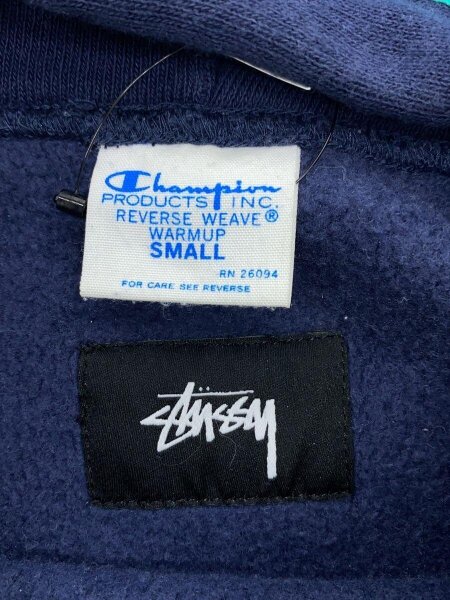 Champion
PRODUCTS INC.
REVERSE WEAVE®
WARMUP
SMALL
RN 26094
FOR CARE SEE REVERSE
STÜSSY